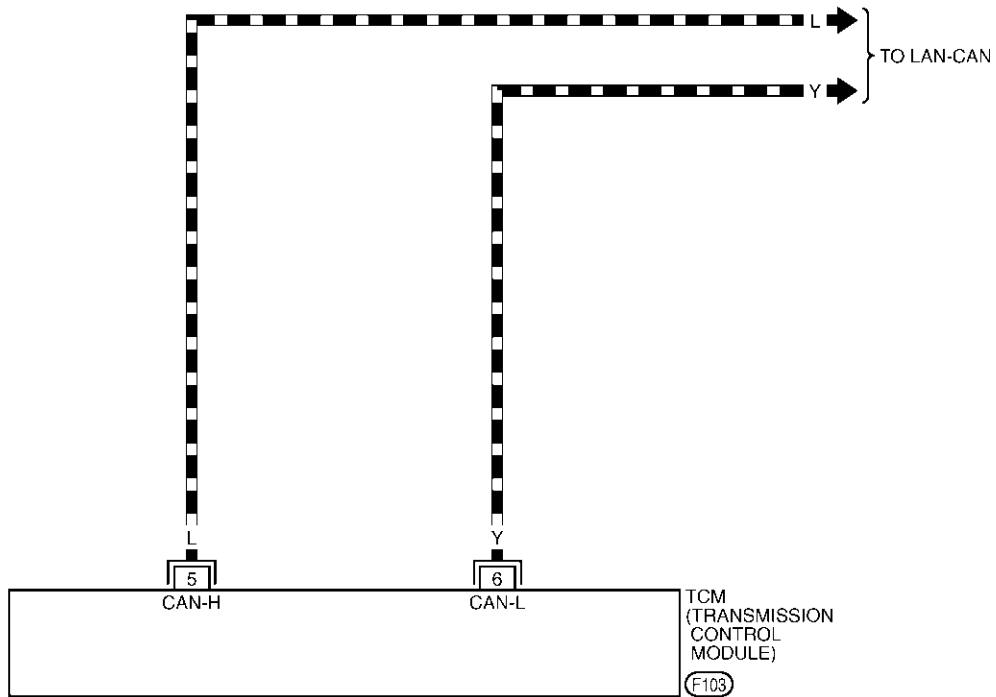 L
TO LAN-CAN
Y
L
Y
5
6
CAN-H
CAN-L
TCM
(TRANSMISSION
CONTROL
MODULE)
F103